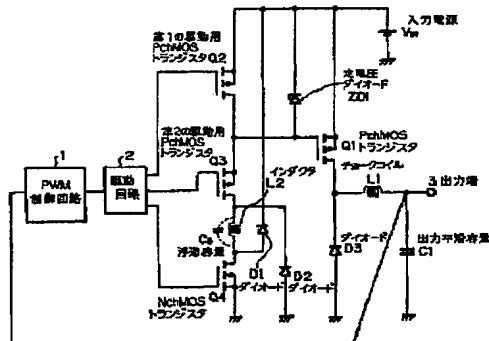 第1の駆動用
PchMOS
トランジスタQ2
入力電源
VIN
定電圧
ダイオード
ZD1
第2の駆動用
PchMOS
トランジスタ
Q3
PchMOS
トランジスタ
Q1
チョークコイル
L1
1
PWM
制御回路
2
駆動
回路
インダクタ
L2
3 出力端
Cs
浮遊容量
D1
ダイオード
D2
ダイオード
ダイオード
D3
出力平滑容量
C1
NchMOS
トランジスタ
Q4